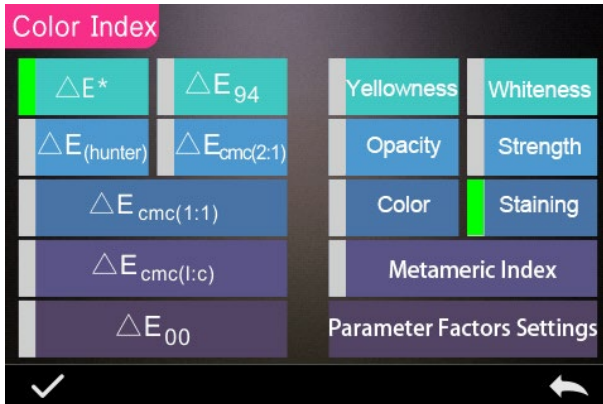 Color Index
△E* △E94 Yellowness Whiteness
△E(hunter) △Ecmc(2:1) Opacity Strength
△E cmc(1:1) Color Staining
△E cmc(l:c) Metameric Index
△E00 Parameter Factors Settings